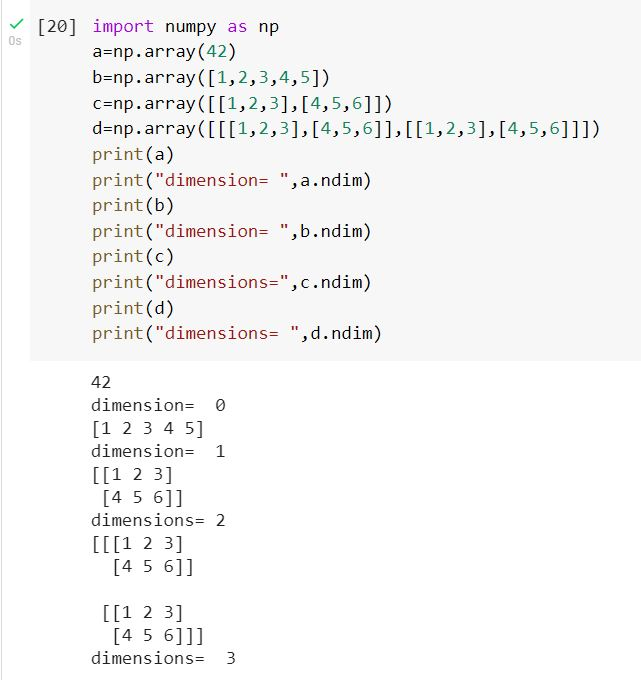 [20] import numpy as np
0s
a=np.array(42)
b=np.array([1,2,3,4,5])
c=np.array([[1,2,3],[4,5,6]])
d=np.array([[[1,2,3],[4,5,6]],[[1,2,3],[4,5,6]]])
print(a)
print("dimension= ",a.ndim)
print(b)
print("dimension= ",b.ndim)
print(c)
print("dimensions=",c.ndim)
print(d)
print("dimensions= ",d.ndim)
42
dimension=  0
[1 2 3 4 5]
dimension=  1
[[1 2 3]
 [4 5 6]]
dimensions= 2
[[[1 2 3]
  [4 5 6]]

 [[1 2 3]
  [4 5 6]]]
dimensions=  3